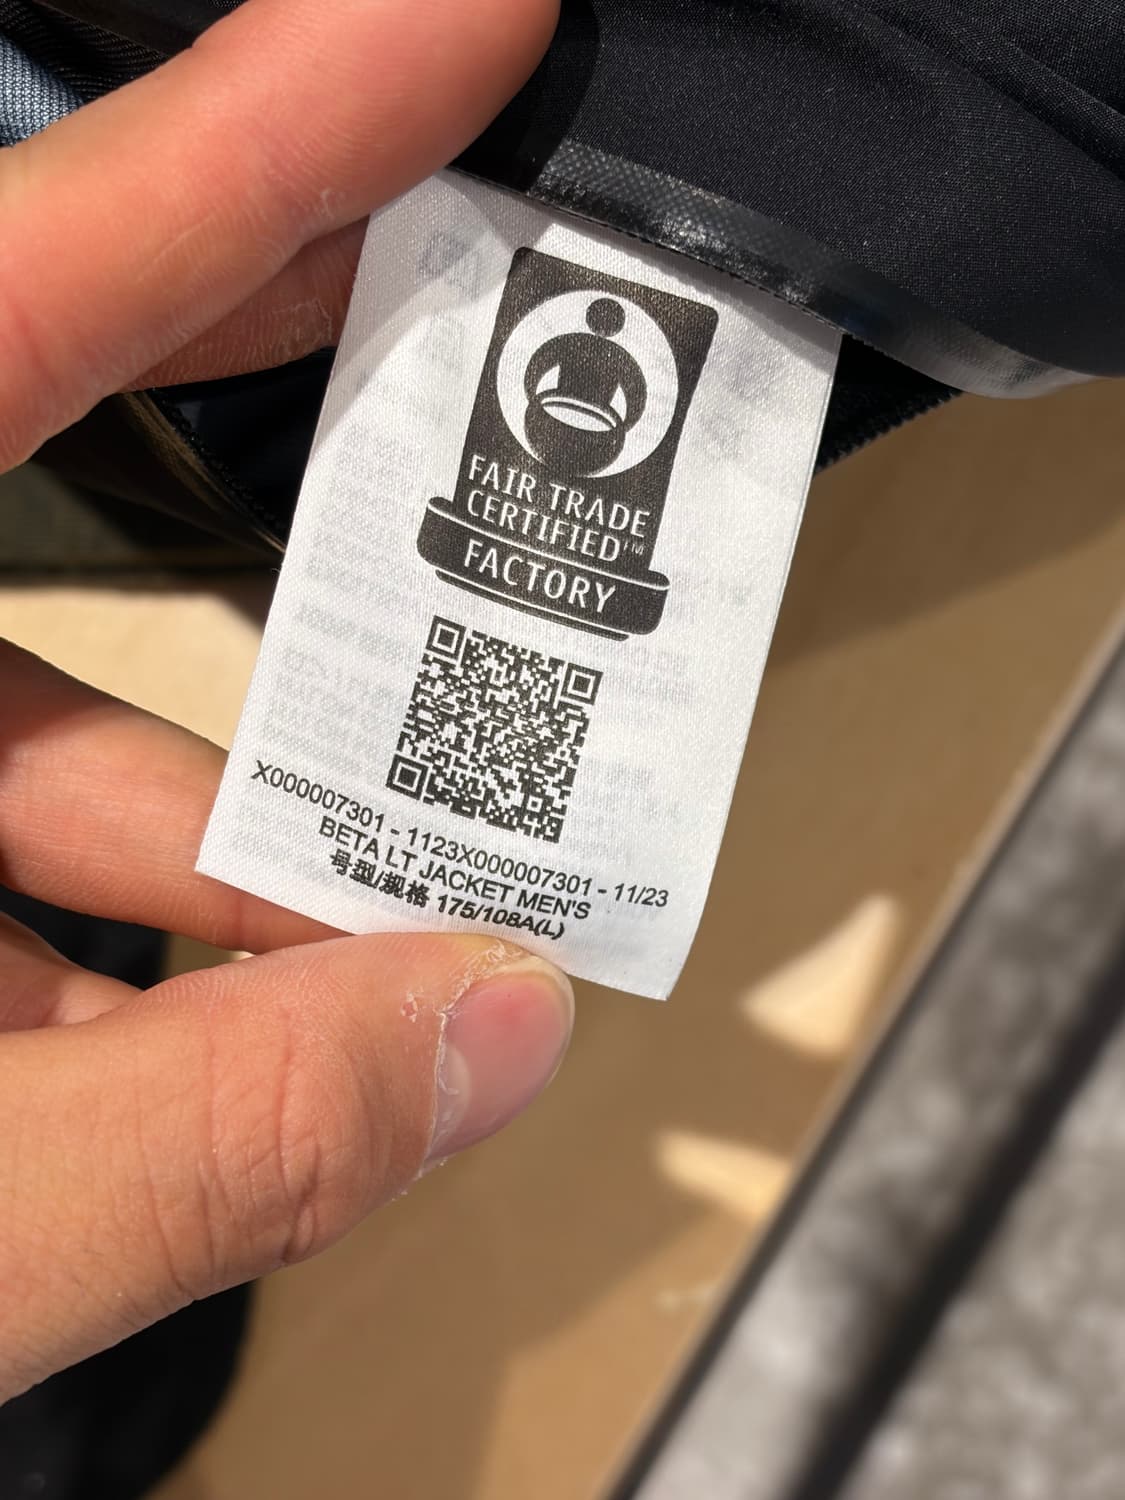 FAIR TRADE
CERTIFIED™
FACTORY
X000007301 - 1123X000007301 - 11/23
BETA LT JACKET MEN'S
号型/规格 175/108A(L)